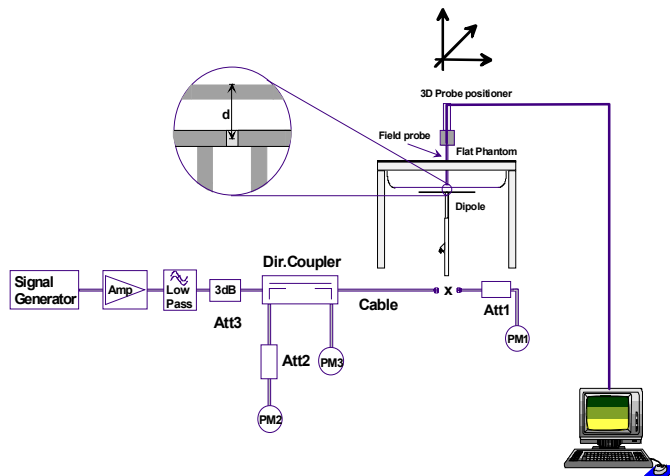 3D Probe positioner
d
Field probe
Flat Phantom
Dipole
Dir.Coupler
Signal
Generator
Amp
Low
Pass
3dB
Cable
x
Att1
Att3
PM1
Att2
PM3
PM2